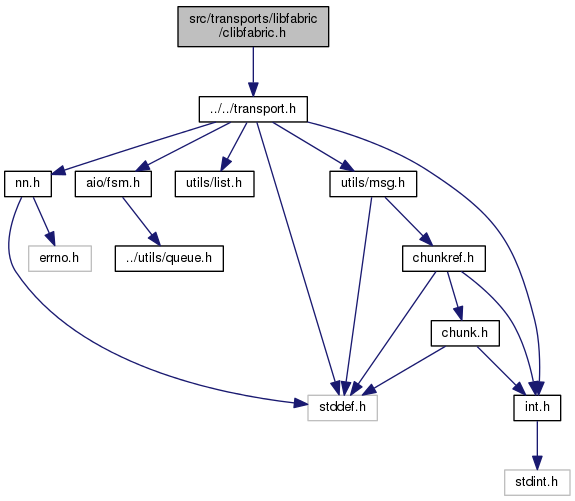 src/transports/libfabric
/clibfabric.h
../../transport.h
nn.h
aio/fsm.h
utils/list.h
utils/msg.h
errno.h
../utils/queue.h
chunkref.h
chunk.h
stddef.h
int.h
stdint.h